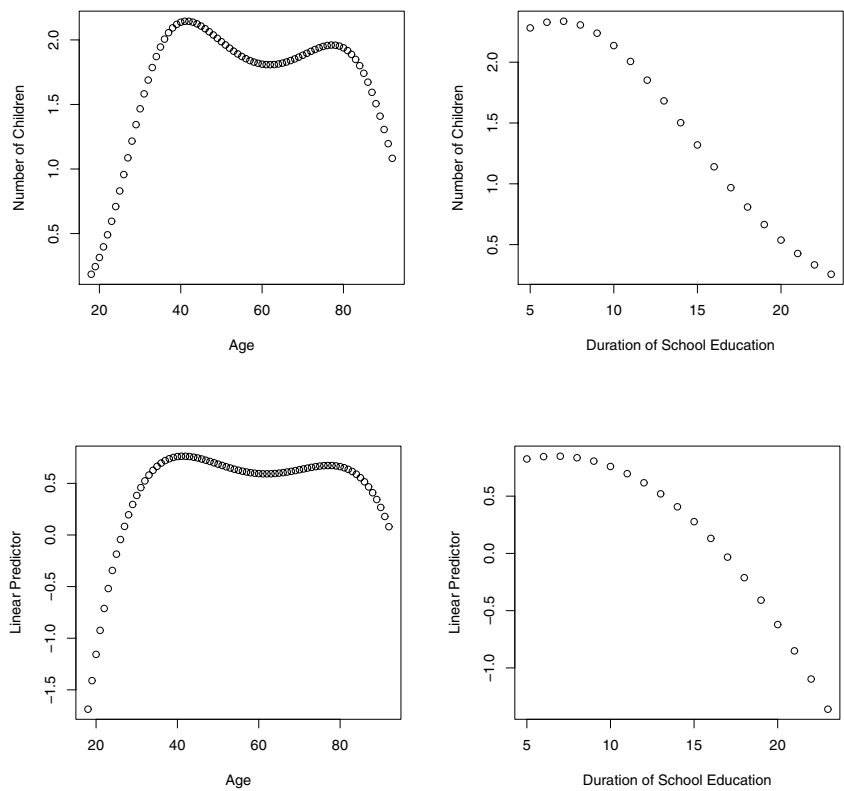 Number of Children
0.5 1.0 1.5 2.0
20 40 60 80
Age
Number of Children
0.5 1.0 1.5 2.0
5 10 15 20
Duration of School Education
Linear Predictor
−1.5 −1.0 −0.5 0.0 0.5
20 40 60 80
Age
Linear Predictor
−1.0 −0.5 0.0 0.5
5 10 15 20
Duration of School Education